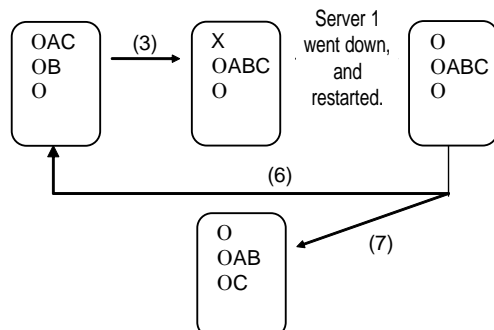 OAC
OB
O
(3)
X
OABC
O
Server 1
went down,
and
restarted.
O
OABC
O
(6)
(7)
O
OAB
OC